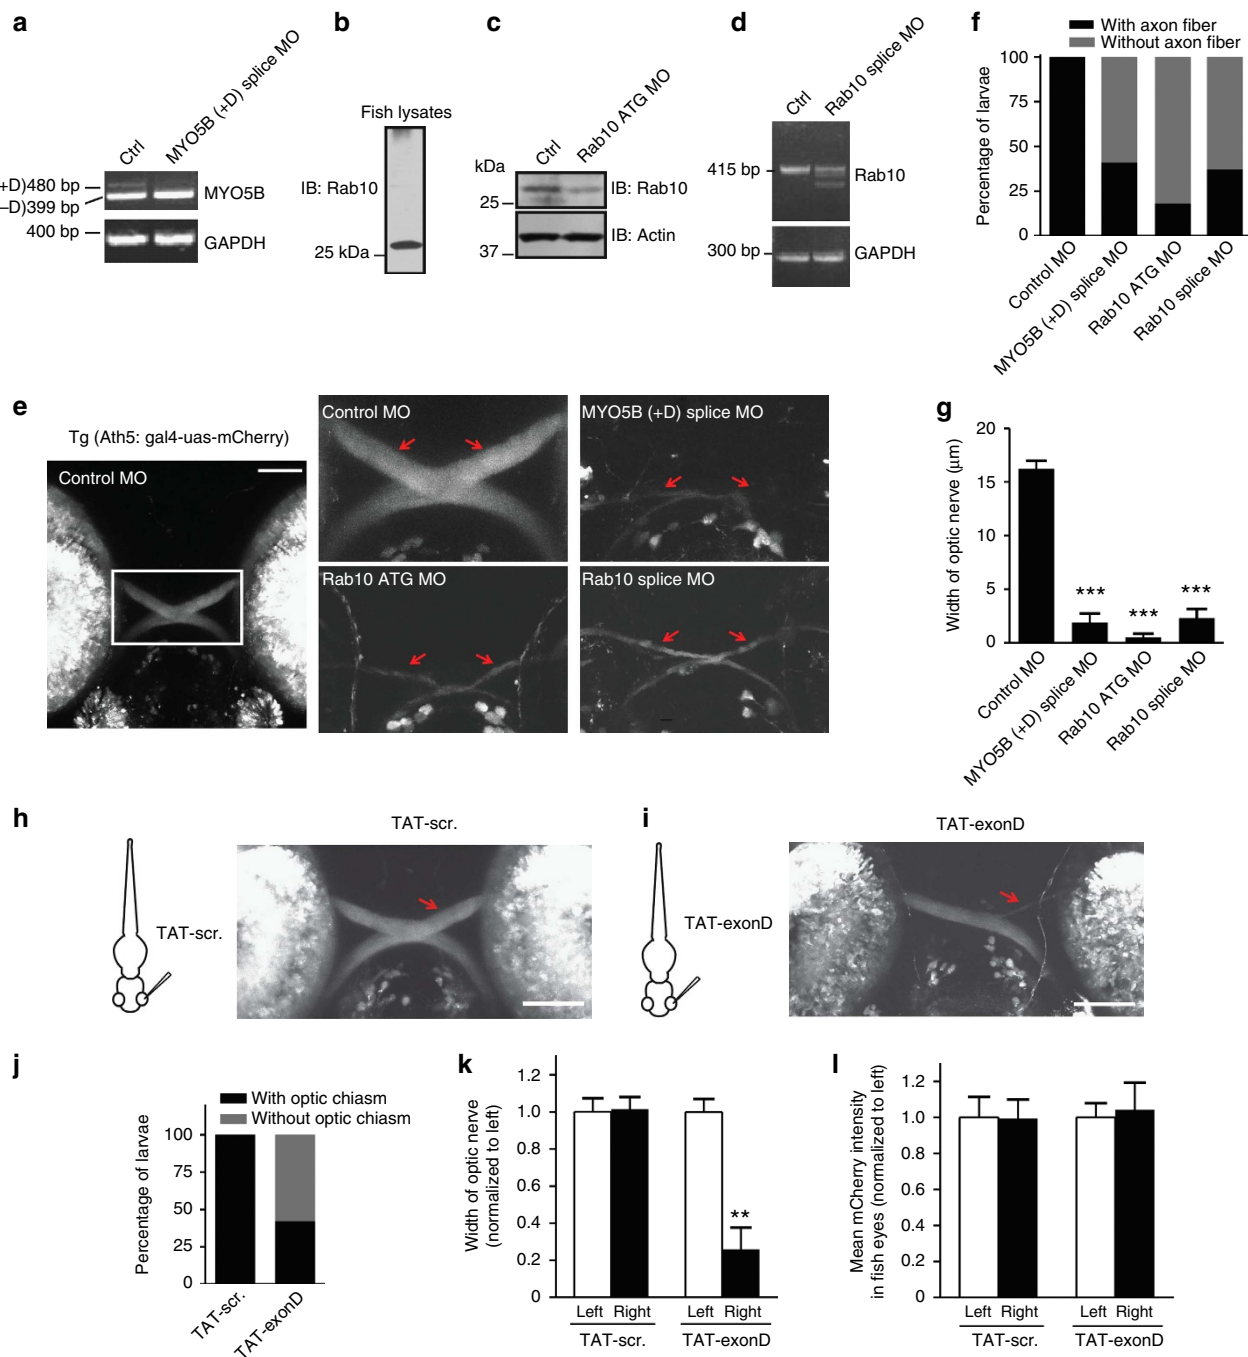 a
Ctrl
MYO5B (+D) splice MO
+D)480 bp
–D)399 bp
400 bp
MYO5B
GAPDH
b
Fish lysates
IB: Rab10
25 kDa
c
Ctrl
Rab10 ATG MO
kDa
25
37
IB: Rab10
IB: Actin
d
Ctrl
Rab10 splice MO
415 bp
Rab10
300 bp
GAPDH
f
With axon fiber
Without axon fiber
Percentage of larvae
100
75
50
25
0
Control MO
MYO5B (+D) splice MO
Rab10 ATG MO
Rab10 splice MO
e
Tg (Ath5: gal4-uas-mCherry)
Control MO
Control MO
MYO5B (+D) splice MO
Rab10 ATG MO
Rab10 splice MO
g
Width of optic nerve (μm)
20
15
10
5
0
***
***
***
Control MO
MYO5B (+D) splice MO
Rab10 ATG MO
Rab10 splice MO
h
TAT-scr.
TAT-scr.
i
TAT-exonD
TAT-exonD
j
With optic chiasm
Without optic chiasm
Percentage of larvae
100
75
50
25
0
TAT-scr.
TAT-exonD
k
Width of optic nerve
(normalized to left)
1.2
1.0
0.8
0.6
0.4
0.2
0
**
Left Right
Left Right
TAT-scr.
TAT-exonD
l
Mean mCherry intensity
in fish eyes (normalized to left)
1.2
1.0
0.8
0.6
0.4
0.2
0
Left Right
Left Right
TAT-scr.
TAT-exonD